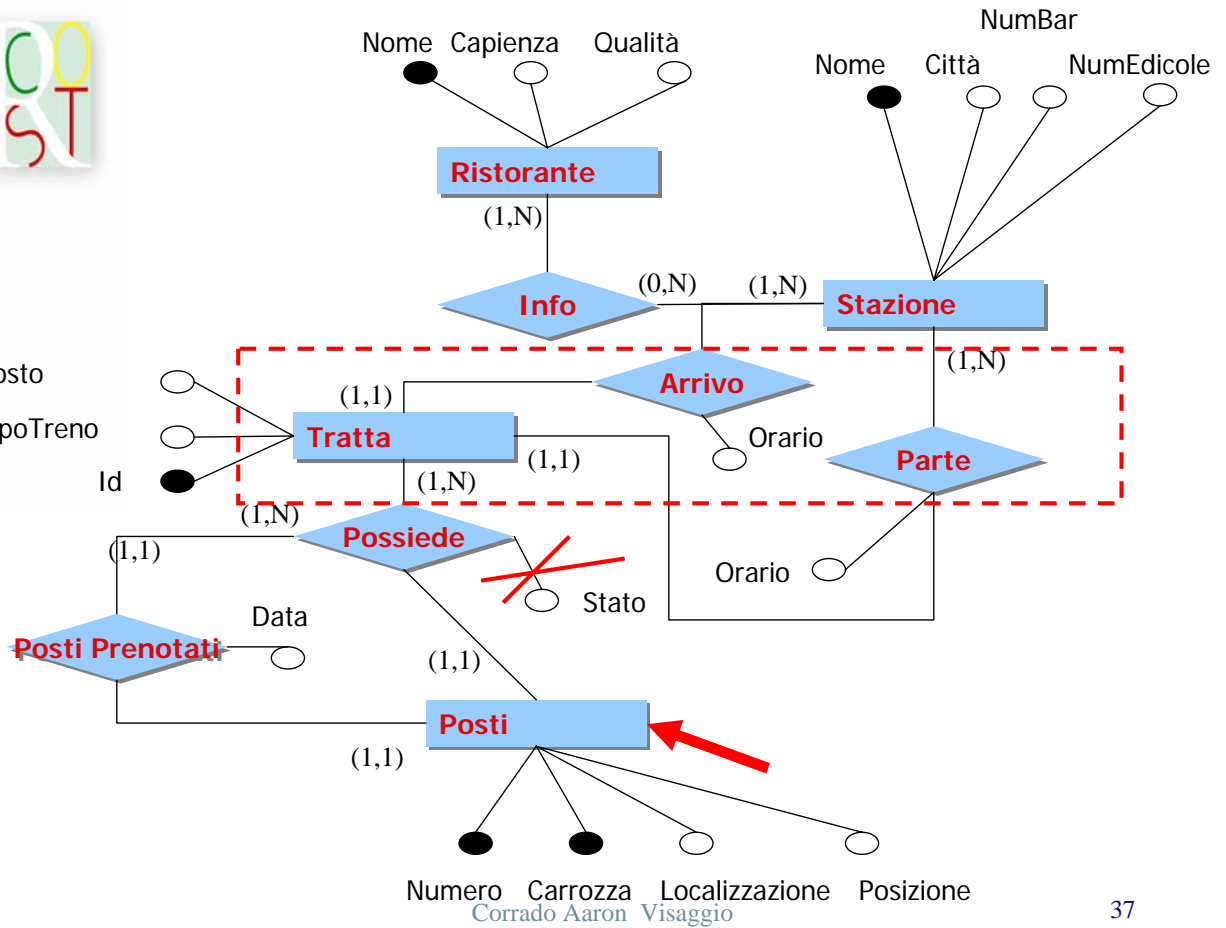 NumBar
Nome Capienza Qualità
Nome Città NumEdicole
Ristorante
(1,N)
(0,N) (1,N)
Info
Stazione
(1,N)
Arrivo
osto
(1,1)
poTreno
Tratta
Orario
(1,1)
Parte
Id
(1,N)
(1,N)
Possiede
(1,1)
Orario
Stato
Data
Posti Prenotati
(1,1)
Posti
(1,1)
Numero Carrozza Localizzazione Posizione
Corrado Aaron Visaggio
37